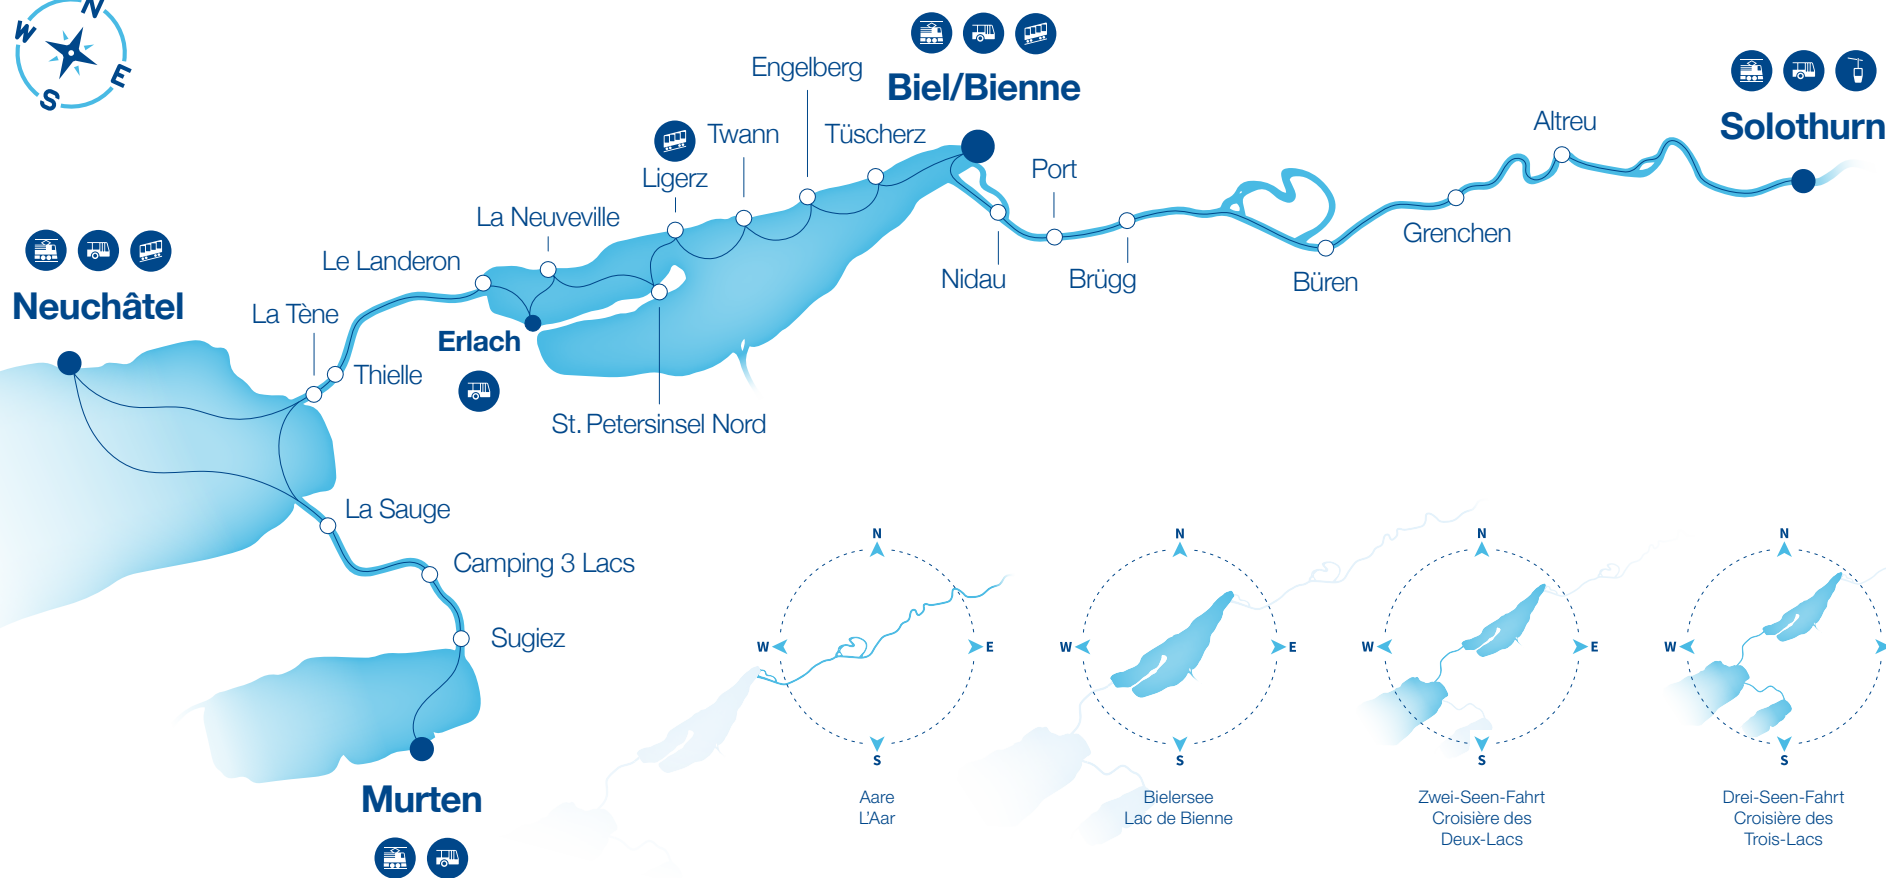 N
W
E
S
Engelberg
Biel/Bienne
Solothurn
Twann
Tüscherz
Altreu
Ligerz
Port
La Neuveville
Neuchâtel
Le Landeron
La Tène
Nidau
Brügg
Büren
Grenchen
Erlach
Thielle
St. Petersinsel Nord
La Sauge
Camping 3 Lacs
Sugiez
Murten
N
W
E
S
Aare
L'Aar
N
W
E
S
Bielersee
Lac de Bienne
N
W
E
S
Zwei-Seen-Fahrt
Croisière des
Deux-Lacs
N
W
S
Drei-Seen-Fahrt
Croisière des
Trois-Lacs